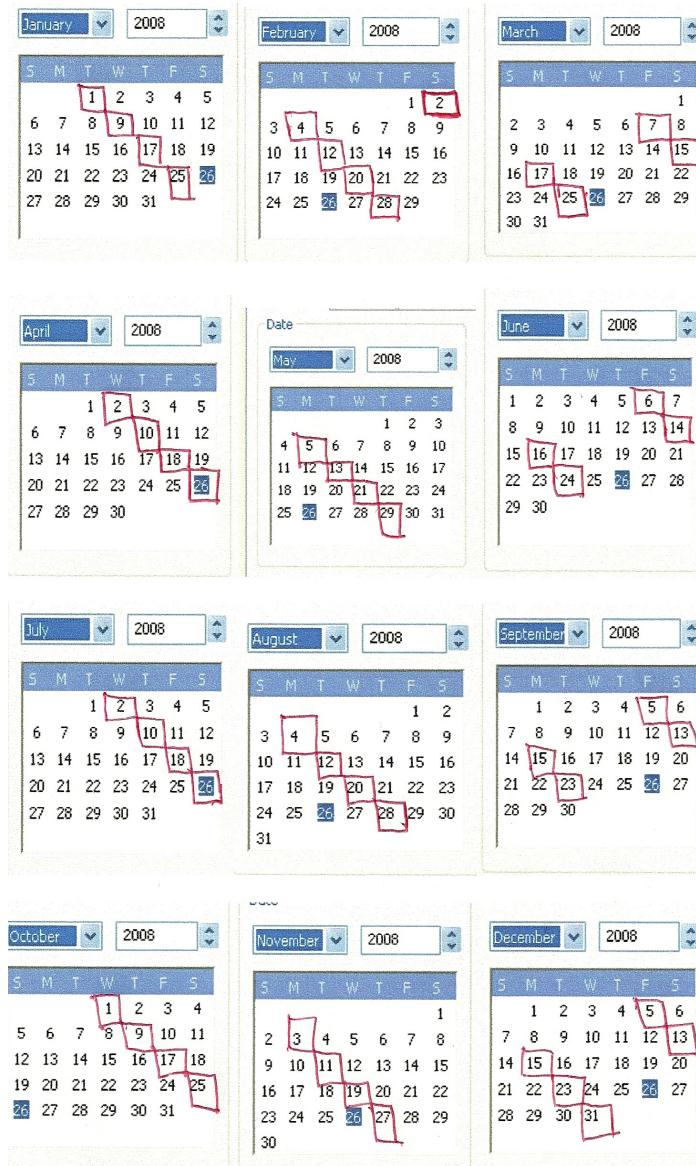 January 2008
S M T W T F S
1 2 3 4 5
6 7 8 9 10 11 12
13 14 15 16 17 18 19
20 21 22 23 24 25 26
27 28 29 30 31
February 2008
S M T W T F S
1 2
3 4 5 6 7 8 9
10 11 12 13 14 15 16
17 18 19 20 21 22 23
24 25 26 27 28 29
March 2008
S M T W T F S
1
2 3 4 5 6 7 8
9 10 11 12 13 14 15
16 17 18 19 20 21 22
23 24 25 26 27 28 29
30 31
April 2008
S M T W T F S
1 2 3 4 5
6 7 8 9 10 11 12
13 14 15 16 17 18 19
20 21 22 23 24 25 26
27 28 29 30
Date
May 2008
S M T W T F S
1 2 3
4 5 6 7 8 9 10
11 12 13 14 15 16 17
18 19 20 21 22 23 24
25 26 27 28 29 30 31
June 2008
S M T W T F S
1 2 3 4 5 6 7
8 9 10 11 12 13 14
15 16 17 18 19 20 21
22 23 24 25 26 27 28
29 30
July 2008
S M T W T F S
1 2 3 4 5
6 7 8 9 10 11 12
13 14 15 16 17 18 19
20 21 22 23 24 25 26
27 28 29 30 31
August 2008
S M T W T F S
1 2
3 4 5 6 7 8 9
10 11 12 13 14 15 16
17 18 19 20 21 22 23
24 25 26 27 28 29 30
31
September 2008
S M T W T F S
1 2 3 4 5 6
7 8 9 10 11 12 13
14 15 16 17 18 19 20
21 22 23 24 25 26 27
28 29 30
October 2008
S M T W T F S
1 2 3 4
5 6 7 8 9 10 11
12 13 14 15 16 17 18
19 20 21 22 23 24 25
26 27 28 29 30 31
Date
November 2008
S M T W T F S
1
2 3 4 5 6 7 8
9 10 11 12 13 14 15
16 17 18 19 20 21 22
23 24 25 26 27 28 29
30
December 2008
S M T W T F S
1 2 3 4 5 6
7 8 9 10 11 12 13
14 15 16 17 18 19 20
21 22 23 24 25 26 27
28 29 30 31